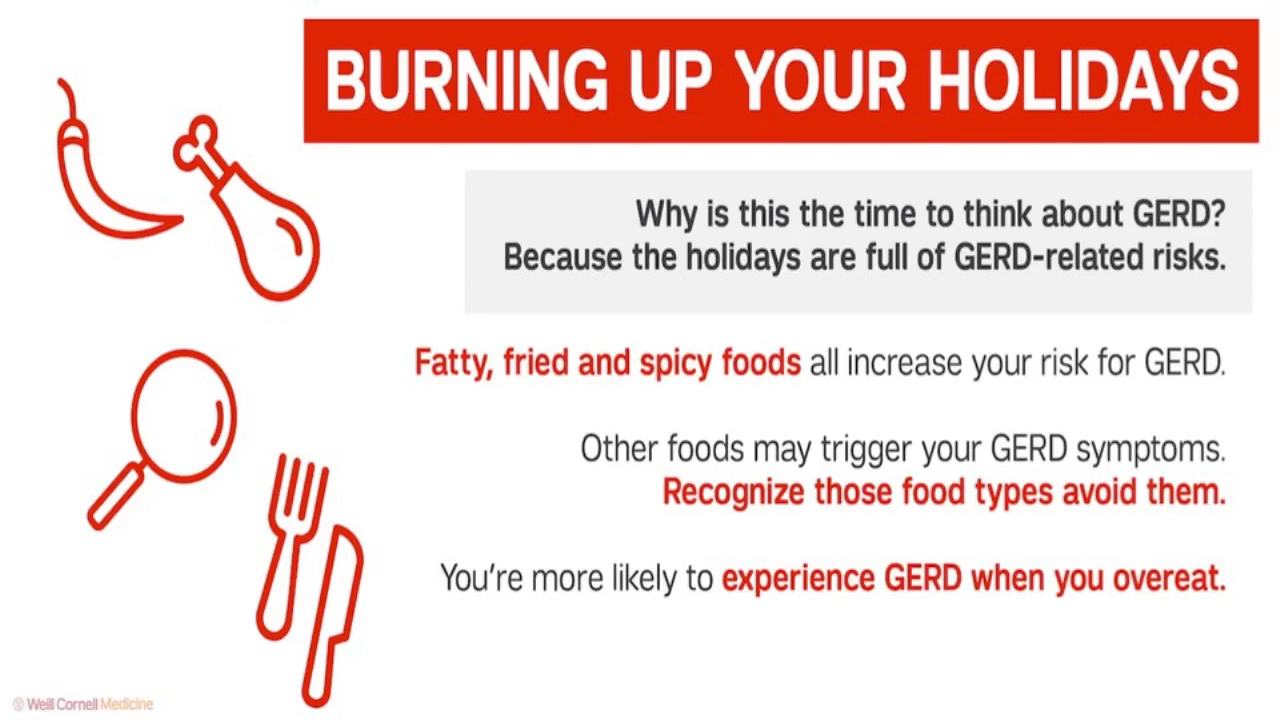 BURNING UP YOUR HOLIDAYS
Why is this the time to think about GERD?
Because the holidays are full of GERD-related risks.
Fatty, fried and spicy foods all increase your risk for GERD.
Other foods may trigger your GERD symptoms.
Recognize those food types avoid them.
You're more likely to experience GERD when you overeat.
Weill Cornell Medicine